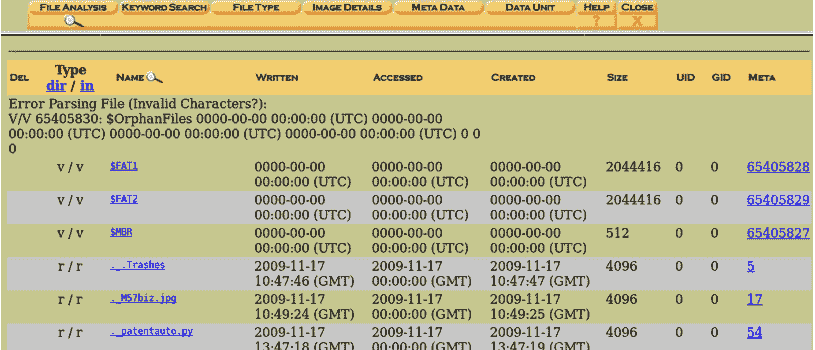 FILE ANALYSIS KEYWORD SEARCH FILE TYPE IMAGE DETAILS META DATA DATA UNIT HELP CLOSE
? X
DEL Type dir / in NAME WRITTEN ACCESSED CREATED SIZE UID GID META
Error Parsing File (Invalid Characters?):
V/V 65405830: $OrphanFiles 0000-00-00 00:00:00 (UTC) 0000-00-00
00:00:00 (UTC) 0000-00-00 00:00:00 (UTC) 0000-00-00 00:00:00 (UTC) 0 0
0
v / v $FAT1 0000-00-00 0000-00-00 0000-00-00 2044416 0 0 65405828
00:00:00 (UTC) 00:00:00 (UTC) 00:00:00 (UTC)
v / v $FAT2 0000-00-00 0000-00-00 0000-00-00 2044416 0 0 65405829
00:00:00 (UTC) 00:00:00 (UTC) 00:00:00 (UTC)
v / v $MBR 0000-00-00 0000-00-00 0000-00-00 512 0 0 65405827
00:00:00 (UTC) 00:00:00 (UTC) 00:00:00 (UTC)
r / r ._.Trashes 2009-11-17 2009-11-17 2009-11-17 4096 0 0 5
10:47:46 (GMT) 00:00:00 (GMT) 10:47:47 (GMT)
r / r ._M57biz.jpg 2009-11-17 2009-11-17 2009-11-17 4096 0 0 17
10:49:24 (GMT) 00:00:00 (GMT) 10:49:25 (GMT)
r / r ._patentauto.py 2009-11-17 2009-11-17 2009-11-17 4096 0 0 54
13:47:18 (GMT) 00:00:00 (GMT) 13:47:19 (GMT)